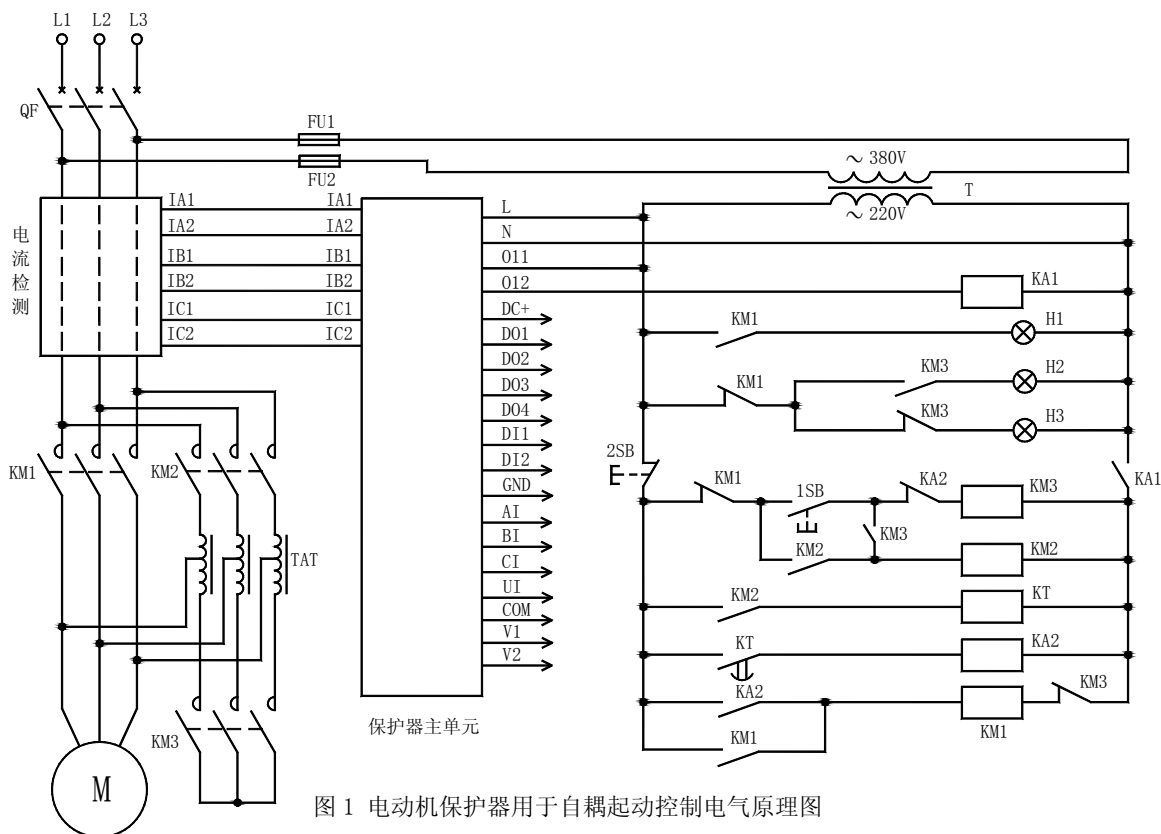 L1 L2 L3
QF
FU1
FU2
～380V
T
～220V
电流检测
IA1 IA1
IA2 IA2
IB1 IB1
IB2 IB2
IC1 IC1
IC2 IC2
L
N
O11
O12
DC+
DO1
DO2
DO3
DO4
DI1
DI2
GND
AI
BI
CI
UI
COM
V1
V2
保护器主单元
KA1
KM1 H1
KM3 H2
KM1
KM3 H3
2SB
KA1
KM1 1SB KA2 KM3
KM3
KM2 KM2
KM2 KT
KT KA2
KA2 KM3
KM1
KM1
KM1 KM2
TAT
KM3
M
图1 电动机保护器用于自耦起动控制电气原理图